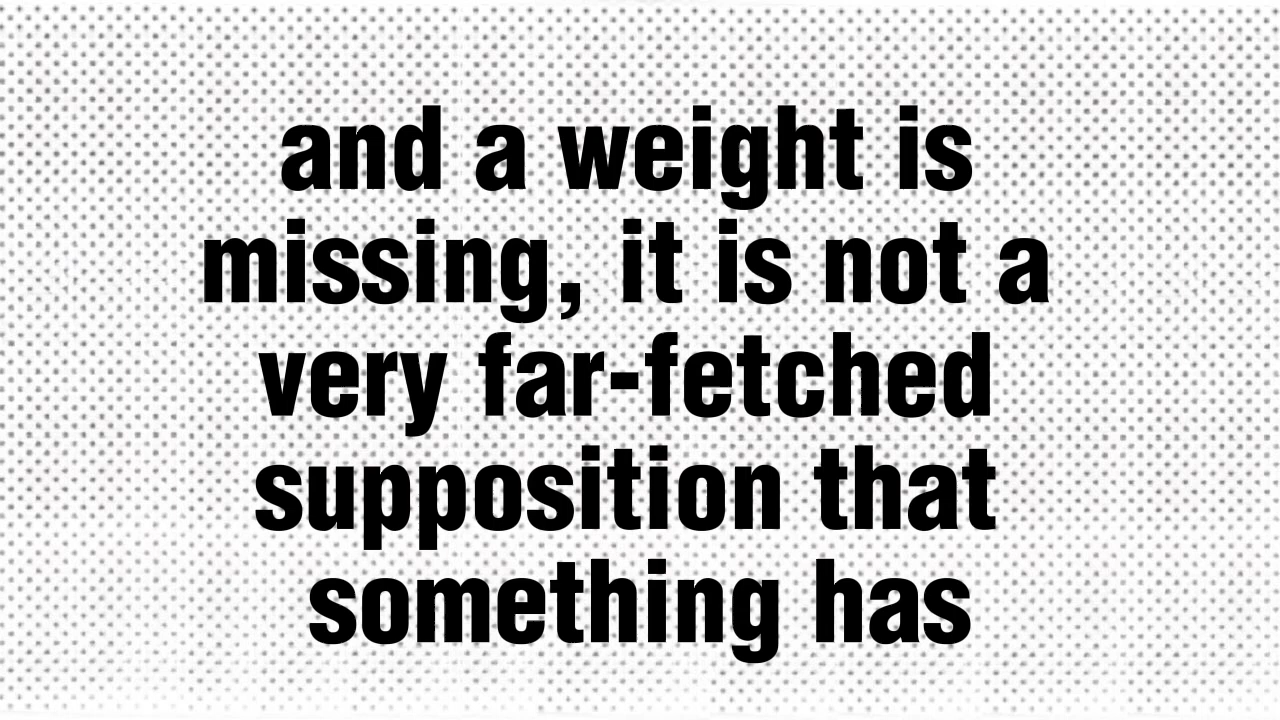 and a weight is
missing, it is not a
very far-fetched
supposition that
something has